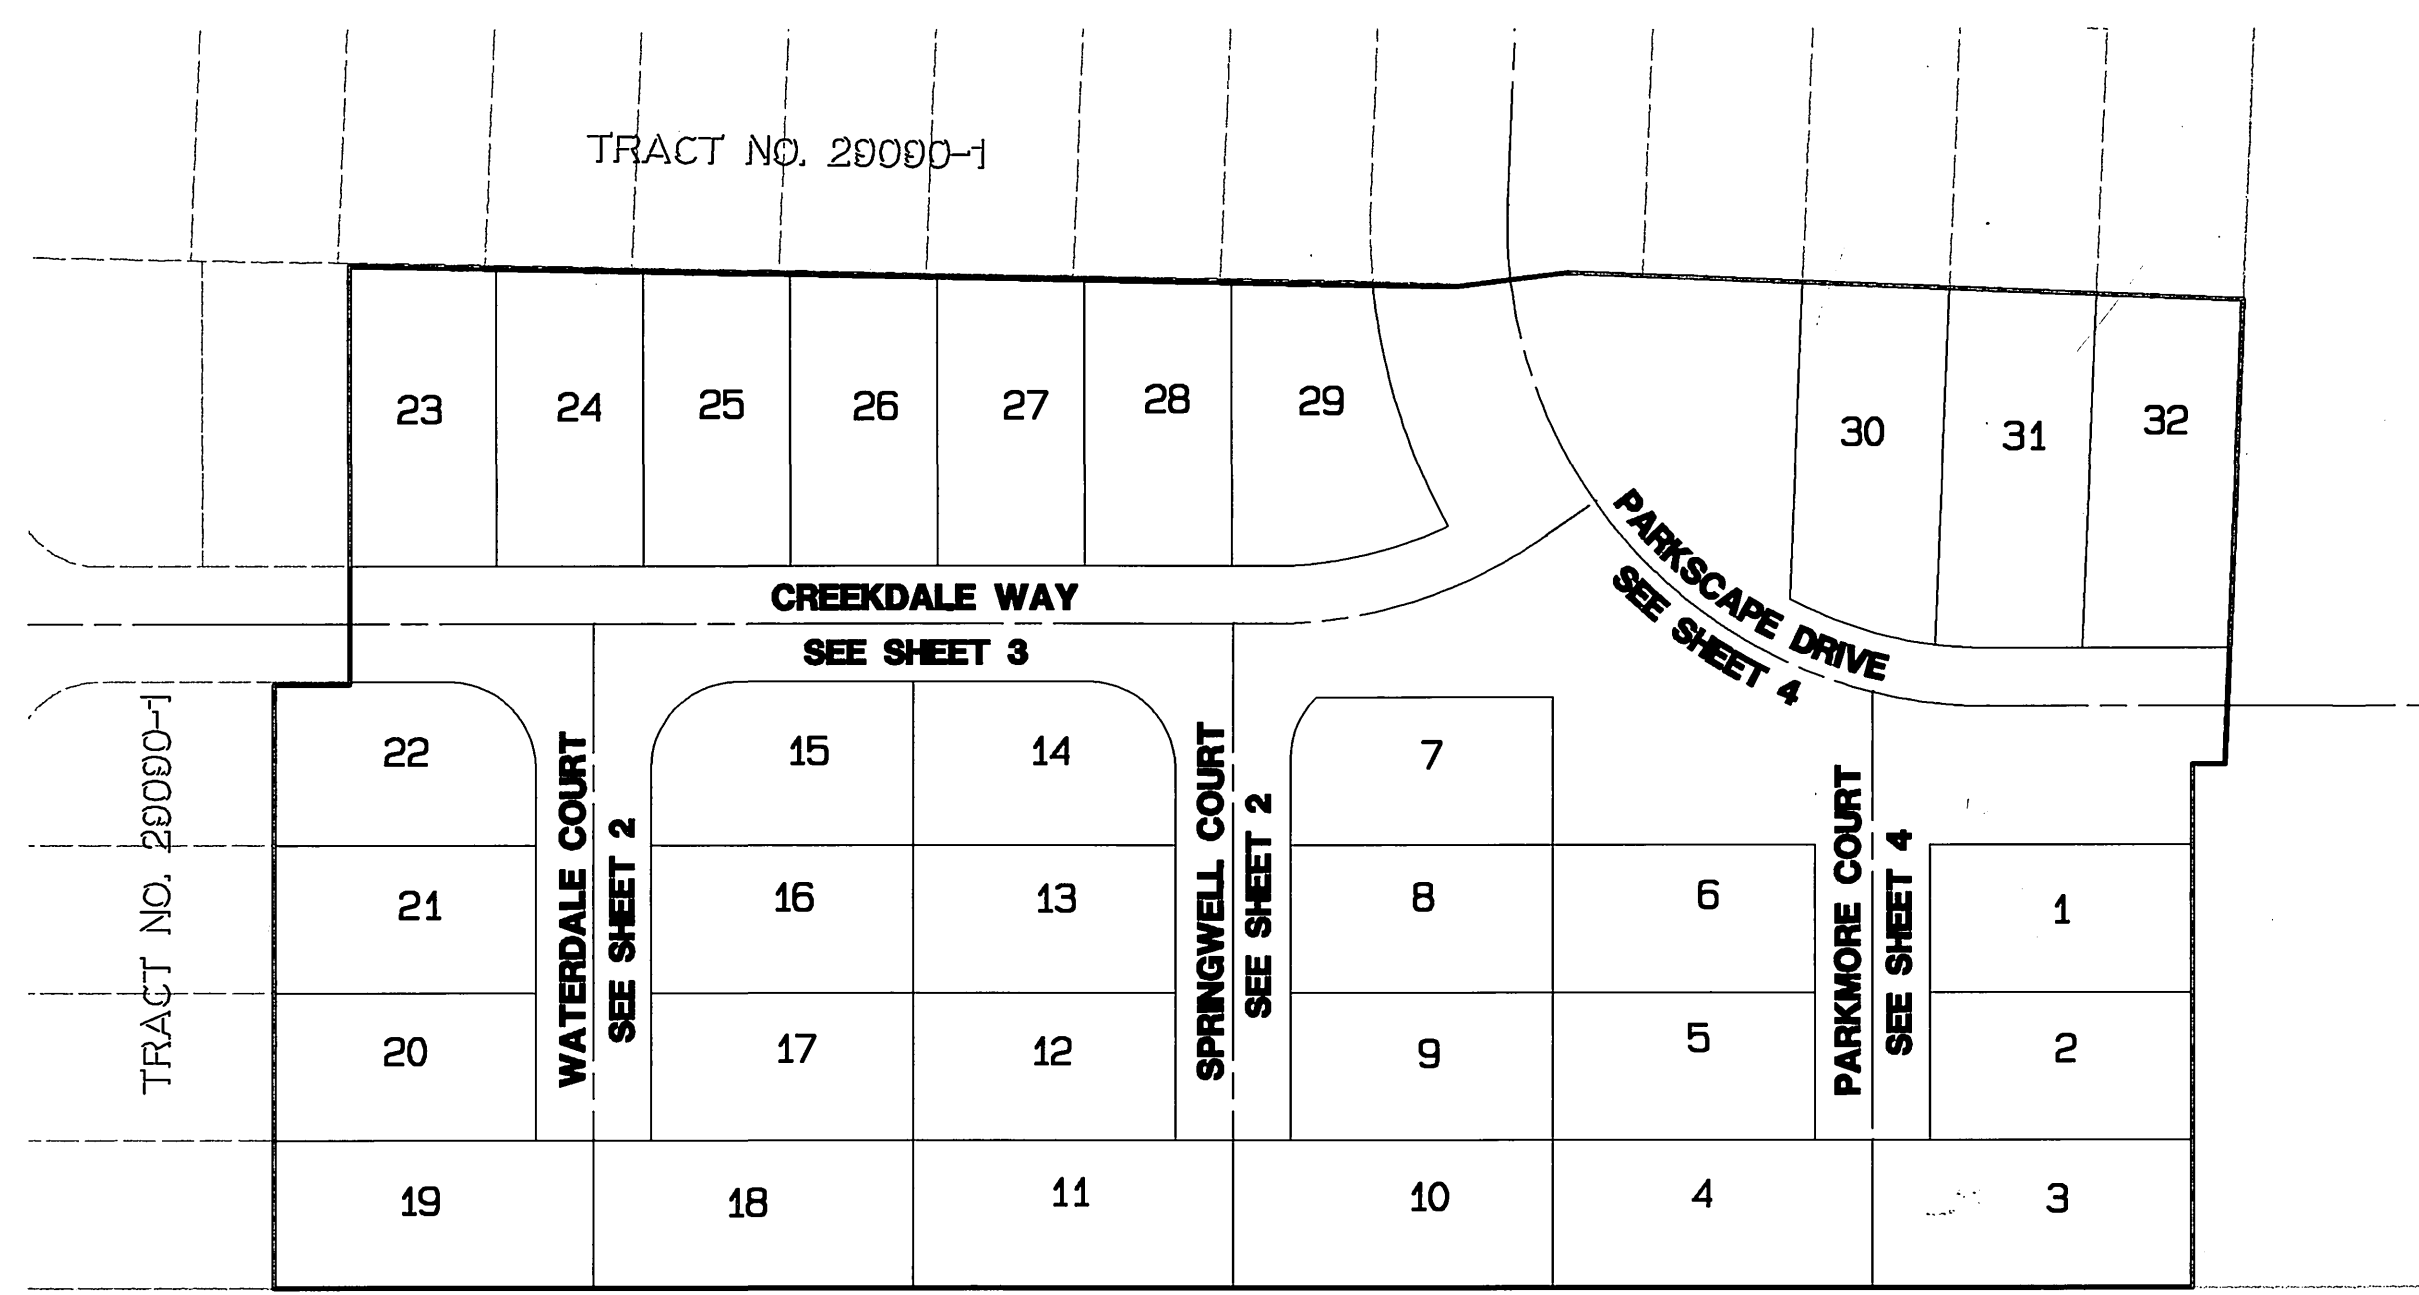 TRACT NO. 29090-1
23 24 25 26 27 28 29 30 31 32
PARKSCAPE DRIVE
SEE SHEET 4
CREEKDALE WAY
SEE SHEET 3
TRACT NO. 29090-1
22 15 14 7
WATERDALE COURT
SEE SHEET 2
SPRINGWELL COURT
SEE SHEET 2
PARKMORE COURT
SEE SHEET 4
21 16 13 8 6 1
20 17 12 9 5 2
19 18 11 10 4 3